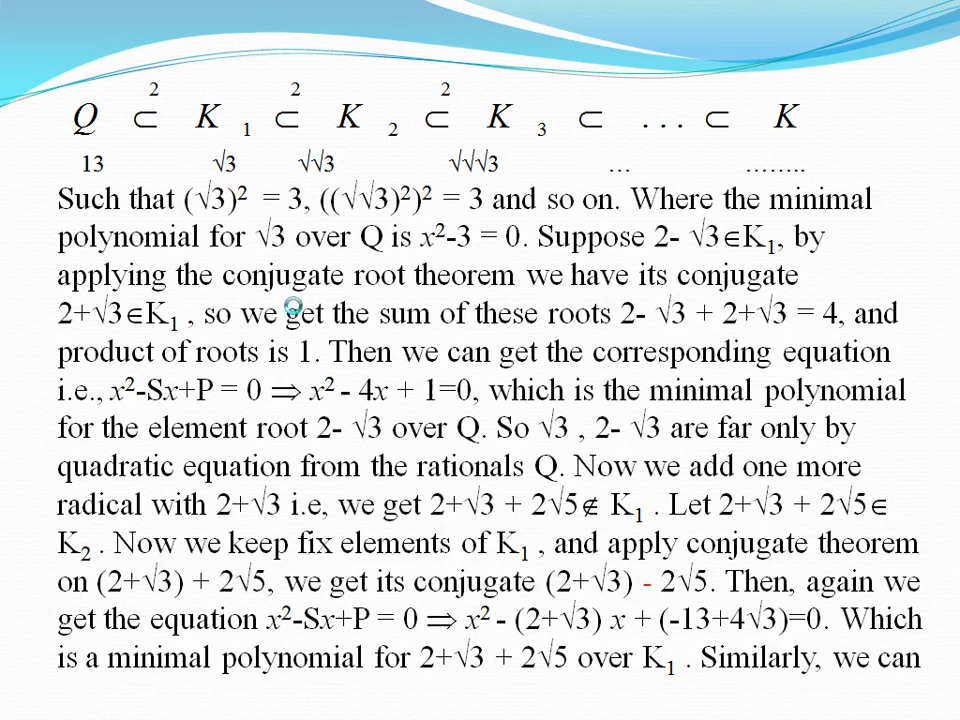 2 2 2
Q ⊂ K 1 ⊂ K 2 ⊂ K 3 ⊂ . . . ⊂ K
13 √3 √√3 √√√3 … ……..
Such that (√3)² = 3, ((√√3)²)² = 3 and so on. Where the minimal
polynomial for √3 over Q is x²-3 = 0. Suppose 2- √3∈K₁, by
applying the conjugate root theorem we have its conjugate
2+√3∈K₁ , so we get the sum of these roots 2- √3 + 2+√3 = 4, and
product of roots is 1. Then we can get the corresponding equation
i.e., x²-Sx+P = 0 ⟹ x² - 4x + 1=0, which is the minimal polynomial
for the element root 2- √3 over Q. So √3 , 2- √3 are far only by
quadratic equation from the rationals Q. Now we add one more
radical with 2+√3 i.e, we get 2+√3 + 2√5∉ K₁ . Let 2+√3 + 2√5∈
K₂ . Now we keep fix elements of K₁ , and apply conjugate theorem
on (2+√3) + 2√5, we get its conjugate (2+√3) - 2√5. Then, again we
get the equation x²-Sx+P = 0 ⟹ x² - (2+√3) x + (-13+4√3)=0. Which
is a minimal polynomial for 2+√3 + 2√5 over K₁ . Similarly, we can